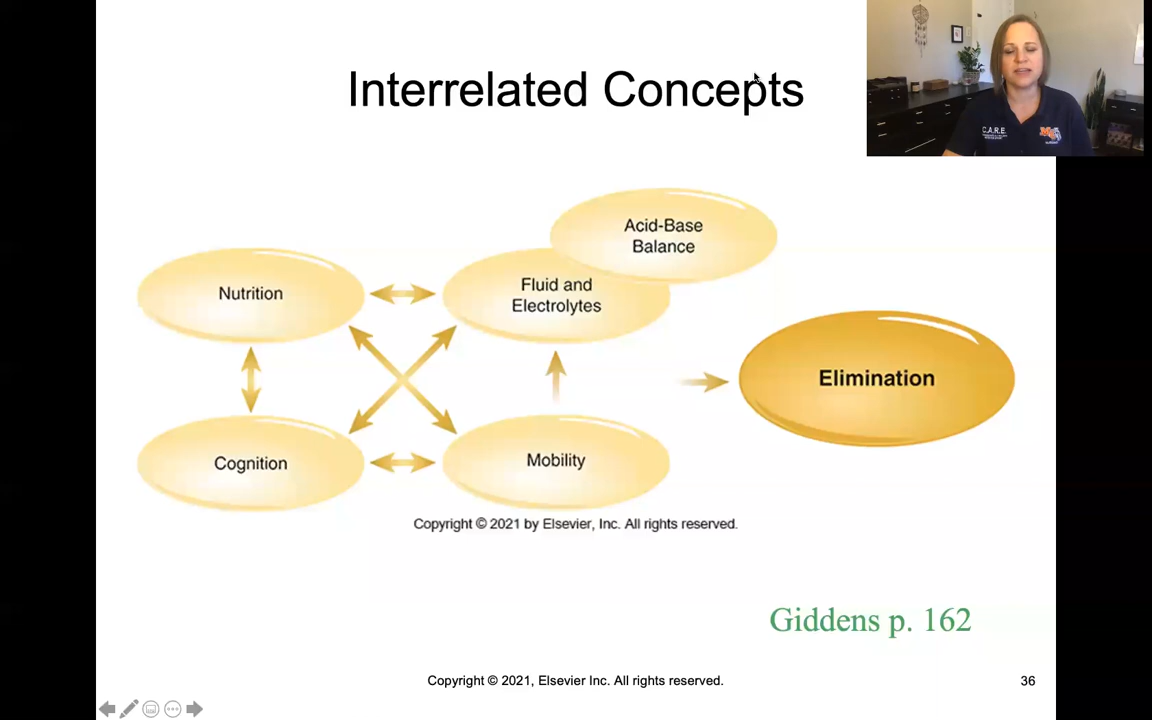 Interrelated Concepts
C.A.R.E.
Acid-Base
Balance
Nutrition
Fluid and
Electrolytes
Elimination
Cognition
Mobility
Copyright © 2021 by Elsevier, Inc. All rights reserved.
Giddens p. 162
Copyright © 2021, Elsevier Inc. All rights reserved.
36